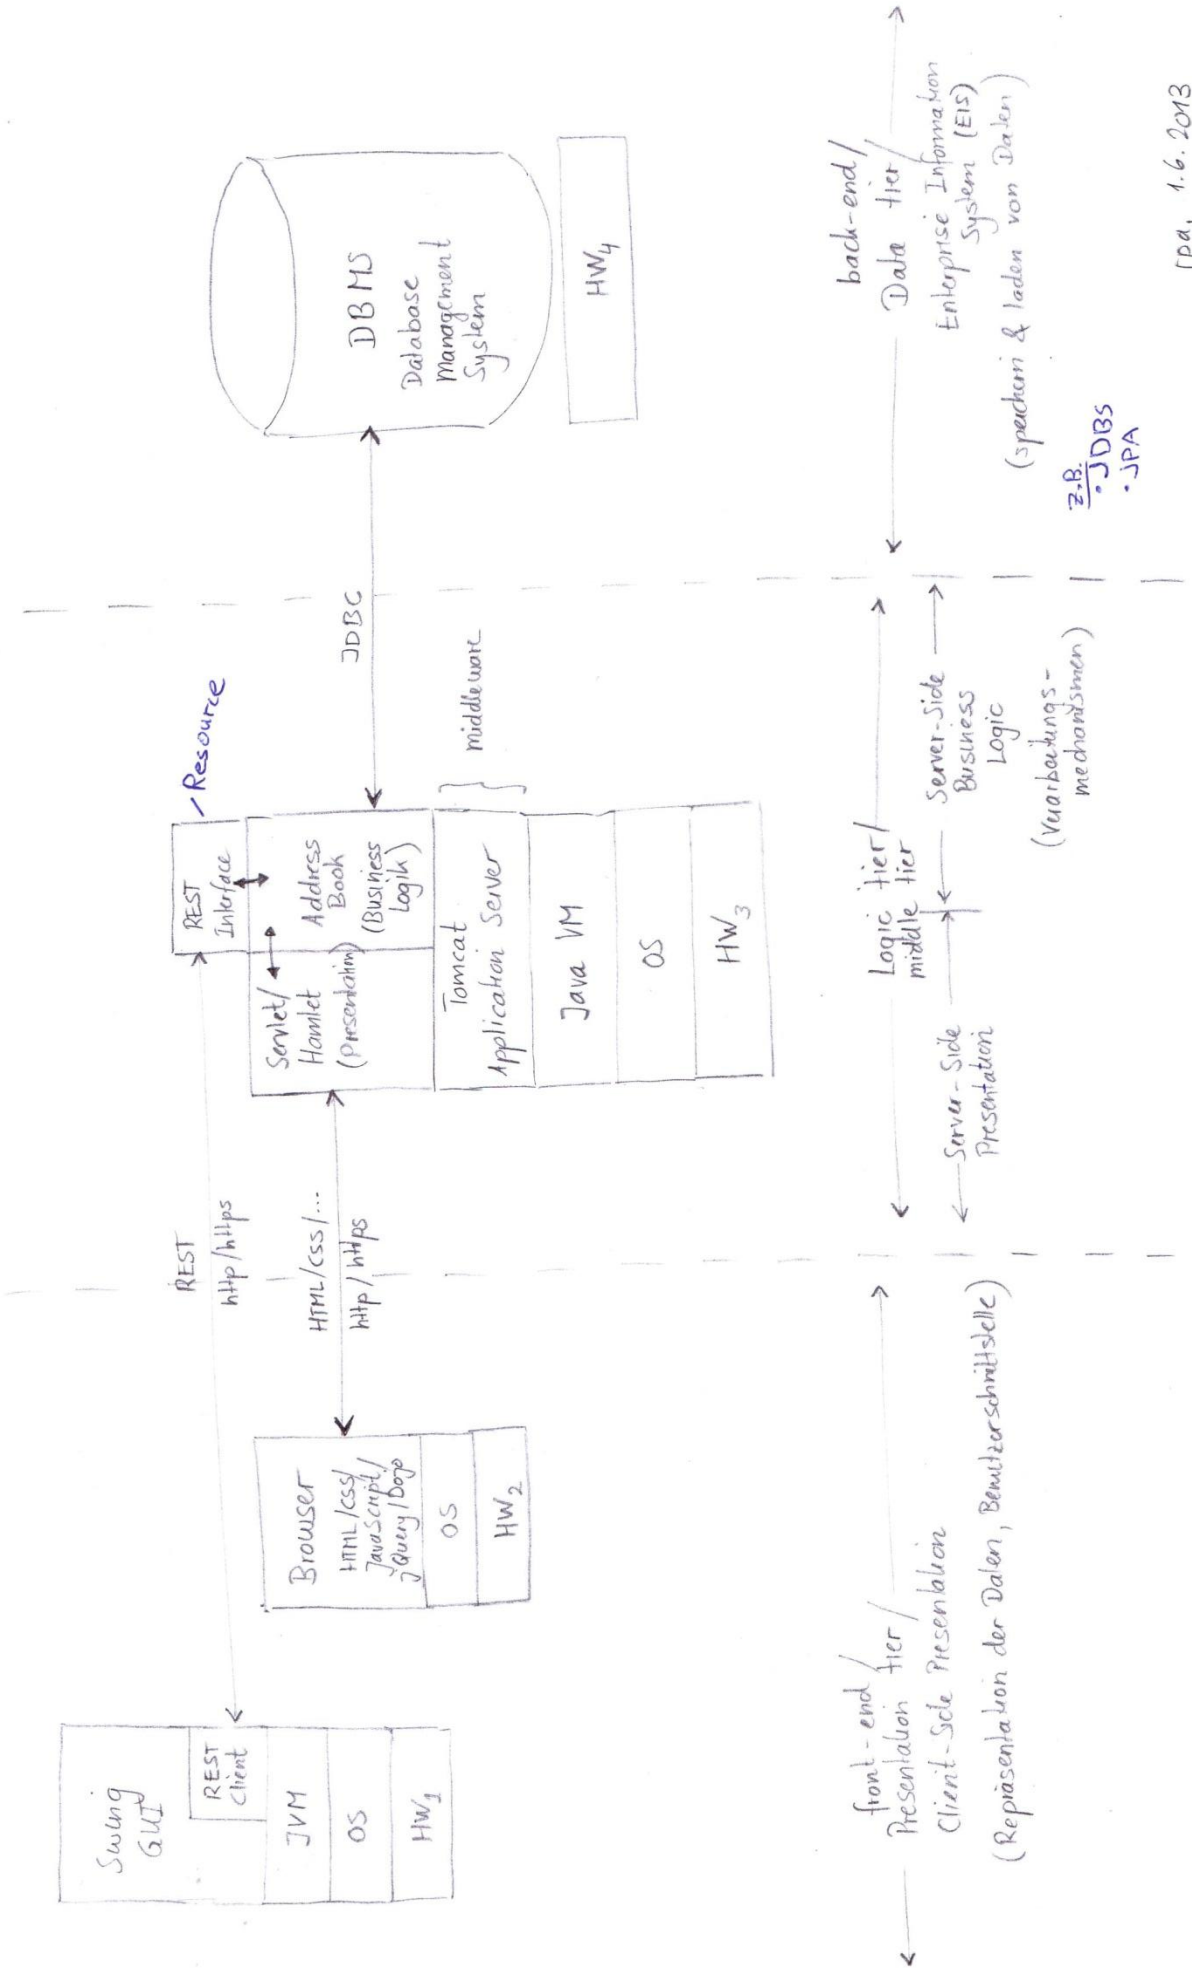 Swing
GUI
REST
Client
JVM
OS
HW1
Browser
HTML/CSS/
JavaScript/
jQuery/Dojo
OS
HW2
REST
http/https
HTML/CSS/...
http/https
REST
Interface
Resource
Servlet/
Hamlet
(Presentation)
Address
Book
(Business
Logik)
Tomcat
Application Server
Java VM
OS
HW3
middleware
JDBC
DBMS
Database
Management
System
HW4
front-end/
Presentation tier/
Client-Side Presentation
(Repräsentation der Daten, Benutzerschnittstelle)
Logic tier/
middle tier
Server-Side
Presentation
Server-Side
Business
Logic
(Verarbeitungs-
mechanismen)
back-end/
Data tier/
Enterprise Information
System (EIS)
(speichern & laden von Daten)
z.B.
• JDBS
• JPA
1.6.2013